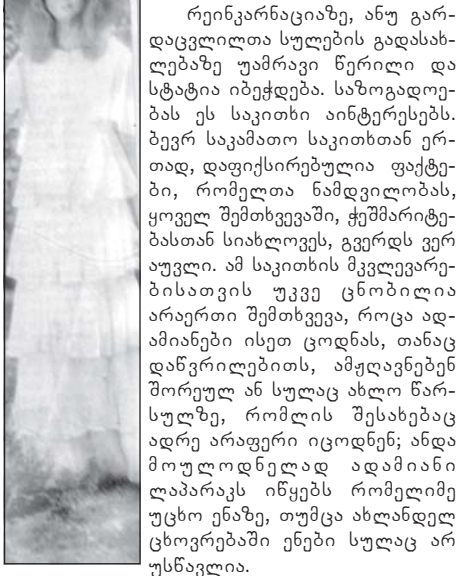 რეინკარნაციაზე, ანუ გარ-
დაცვლილთა სულების გადასახ-
ლებაზე უამრავი წერილი და
სტატია იბეჭდება. საზოგადოე-
ბას ეს საკითხი აინტერესებს.
ბევრ საკამათო საკითხთან ერ-
თად, დაფიქსირებულია ფაქტე-
ბი, რომელთა ნამდვილობას,
ყოველ შემთხვევაში, ჭეშმარიტე-
ბასთან სიახლოვეს, გვერდს ვერ
აუვლი. ამ საკითხის მკვლევარე-
ბისათვის უკვე ცნობილია
არაერთი შემთხვევა, როცა ად-
ამიანები ისეთ ცოდნას, თანაც
დაწვრილებითს, ამჟღავნებენ
შორეულ ან სულაც ახლო წარ-
სულზე, რომლის შესახებაც
ადრე არაფერი იცოდნენ; ანდა
მოულოდნელად ადამიანი
ლაპარაკს იწყებს რომელიმე
უცხო ენაზე, თუმცა ახლანდელ
ცხოვრებაში ენები სულაც არ
უსწავლია.